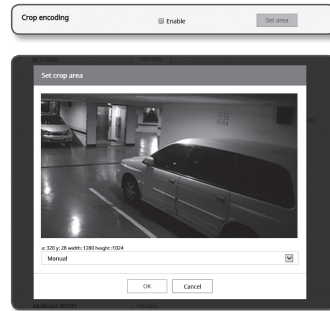 Crop encoding
Enable
Set area
Set crop area
x: 320 y: 28 width: 1280 height :1024
Manual
OK
Cancel